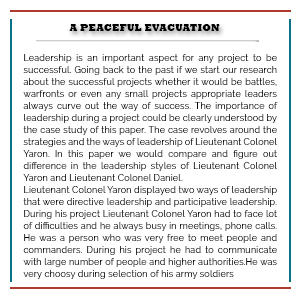 A PEACEFUL EVACUATION
Leadership is an important aspect for any project to be
successful. Going back to the past if we start our research
about the successful projects whether it would be battles,
warfronts or even any small projects appropriate leaders
always curve out the way of success. The importance of
leadership during a project could be clearly understood by
the case study of this paper. The case revolves around the
strategies and the ways of leadership of Lieutenant Colonel
Yaron. In this paper we would compare and figure out
difference in the leadership styles of Lieutenant Colonel
Yaron and Lieutenant Colonel Daniel.
Lieutenant Colonel Yaron displayed two ways of leadership
that were directive leadership and participative leadership.
During his project Lieutenant Colonel Yaron had to face lot
of difficulties and he always busy in meetings, phone calls.
He was a person who was very free to meet people and
commanders. During his project he had to communicate
with large number of people and higher authorities.He was
very choosy during selection of his army soldiers